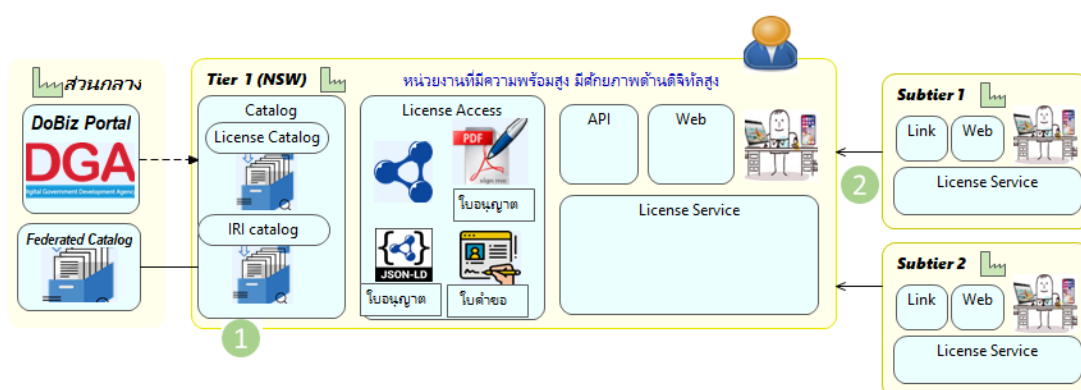 ส่วนกลาง
DoBiz Portal
DGA
Digital Government Development Agency
Federated Catalog
Tier 1 (NSW)
หน่วยงานที่มีความพร้อมสูง มีศักยภาพด้านดิจิทัลสูง
Catalog
License Catalog
IRI catalog
1
License Access
PDF
sign me
ใบอนุญาต
JSON-LD
ใบอนุญาต
ใบคำขอ
API
Web
License Service
2
Subtier 1
Link
Web
License Service
Subtier 2
Link
Web
License Service